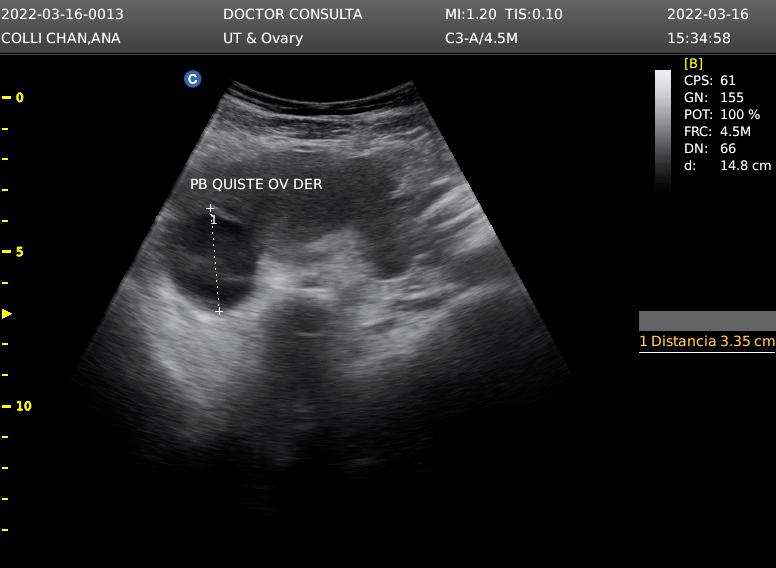 2022-03-16-0013 DOCTOR CONSULTA MI:1.20 TIS:0.10 2022-03-16
COLLI CHAN,ANA UT & Ovary C3-A/4.5M 15:34:58
C
[B]
CPS: 61
GN: 155
POT: 100 %
FRC: 4.5M
DN: 66
d: 14.8 cm
0
PB QUISTE OV DER
1
5
1 Distancia 3.35 cm
10